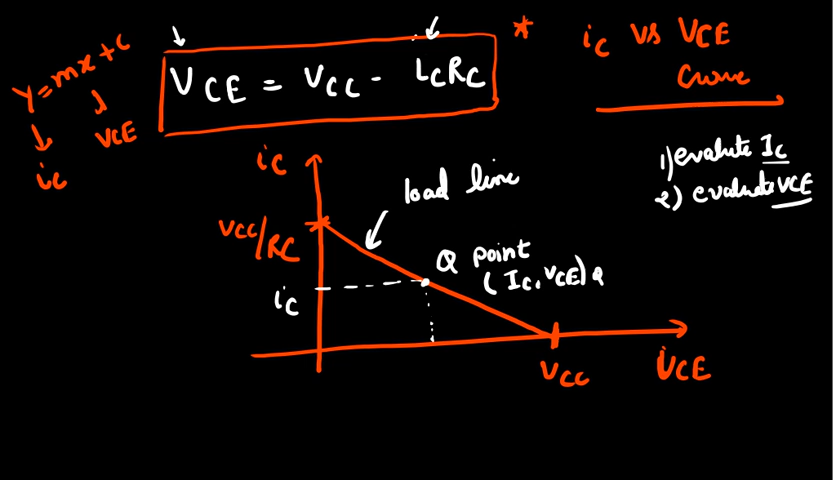 Y=mx+c
VCE
ic
VCE = VCC - iCRC *
ic vs VCE
Curve
1) evaluate IC
2) evaluate VCE
ic
load line
VCC/RC
Q point
(IC, VCE)Q
ic
VCC
VCE